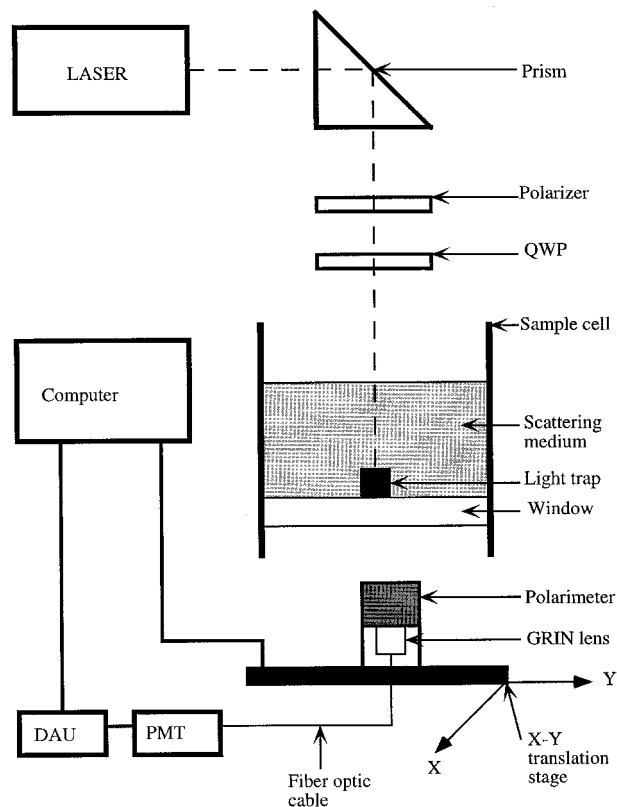 LASER
Prism
Polarizer
QWP
Sample cell
Computer
Scattering
medium
Light trap
Window
Polarimeter
GRIN lens
Y
DAU
PMT
X
X-Y
translation
stage
Fiber optic
cable